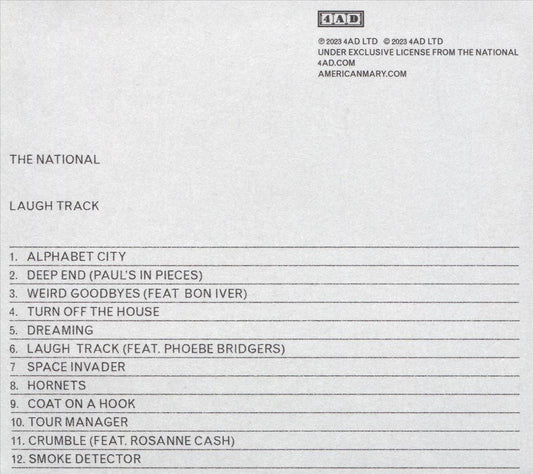 4AD
℗ 2023 4AD LTD © 2023 4AD LTD
UNDER EXCLUSIVE LICENSE FROM THE NATIONAL
4AD.COM
AMERICANMARY.COM
THE NATIONAL
LAUGH TRACK
1. ALPHABET CITY
2. DEEP END (PAUL'S IN PIECES)
3. WEIRD GOODBYES (FEAT BON IVER)
4. TURN OFF THE HOUSE
5. DREAMING
6. LAUGH TRACK (FEAT. PHOEBE BRIDGERS)
7 SPACE INVADER
8. HORNETS
9. COAT ON A HOOK
10. TOUR MANAGER
11. CRUMBLE (FEAT. ROSANNE CASH)
12. SMOKE DETECTOR